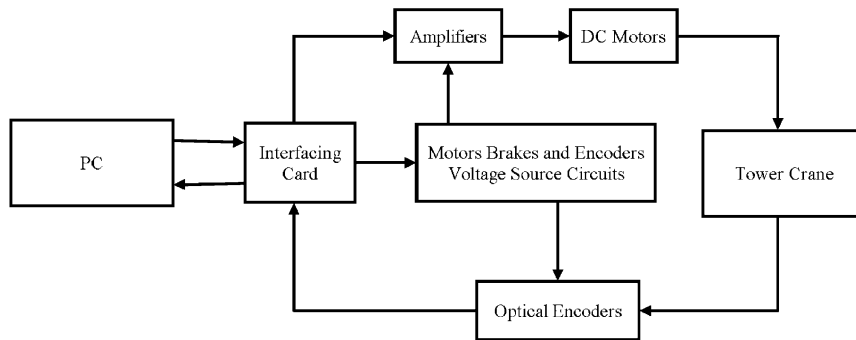 Amplifiers
DC Motors
PC
Interfacing
Card
Motors Brakes and Encoders
Voltage Source Circuits
Tower Crane
Optical Encoders